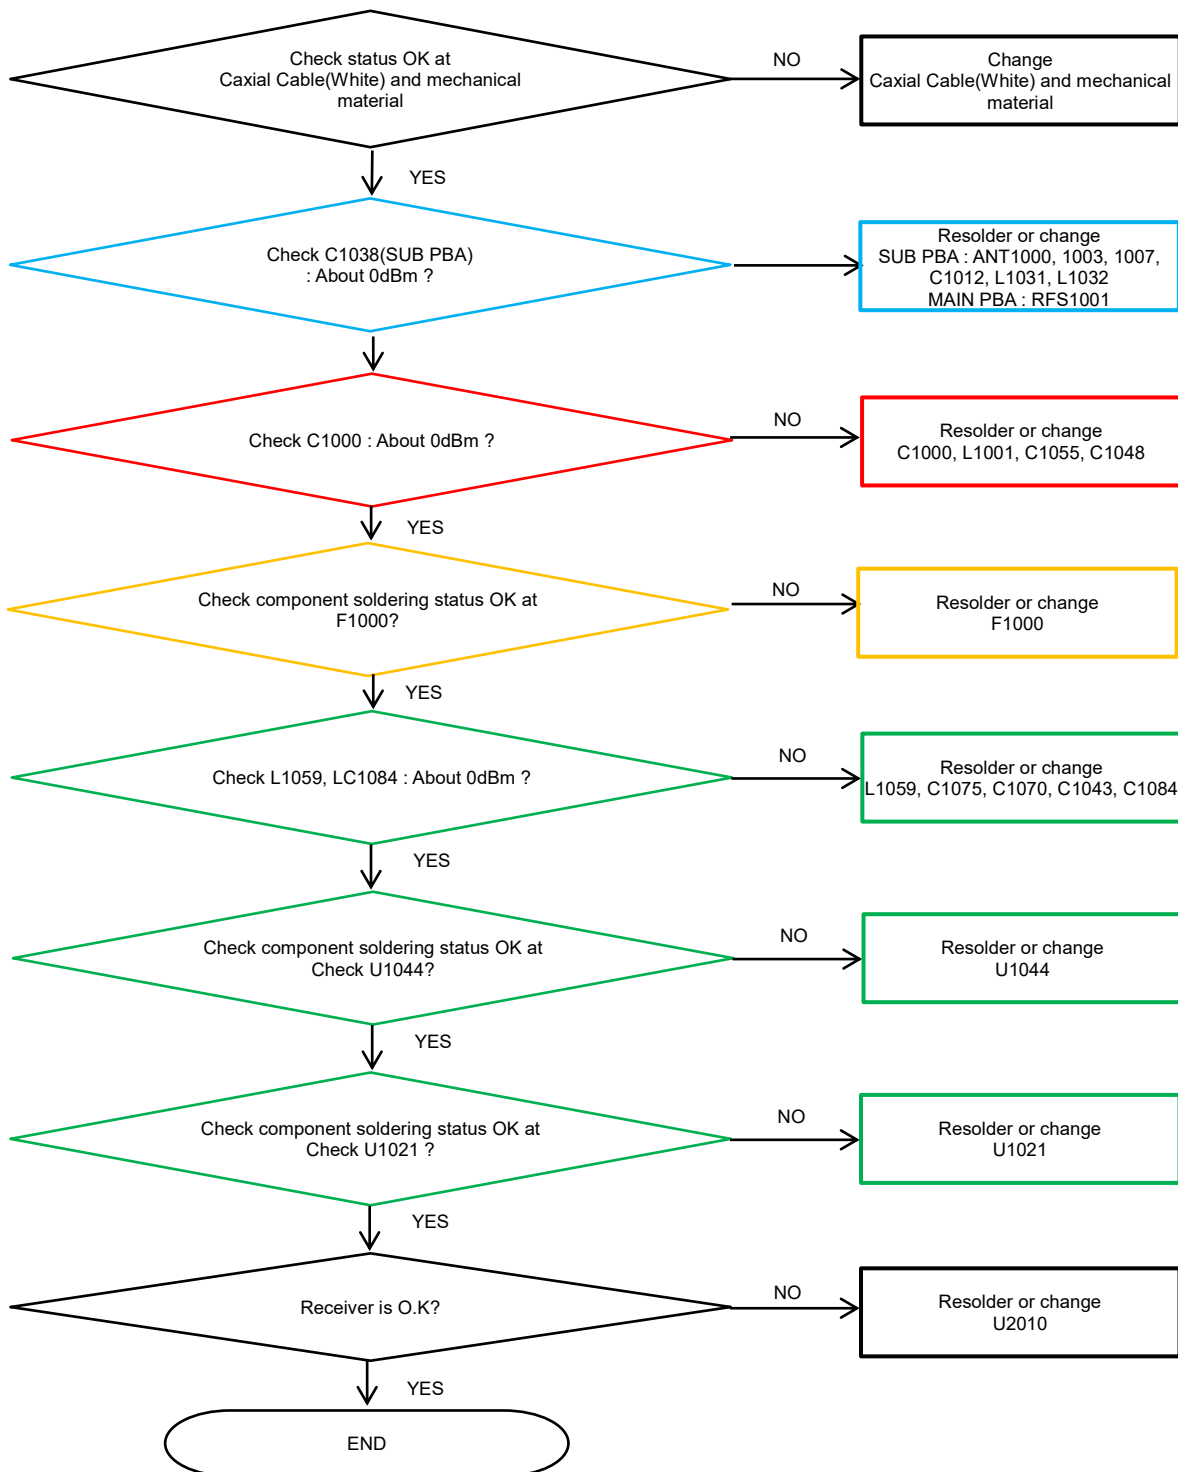 Check status OK at
Caxial Cable(White) and mechanical
material
NO
Change
Caxial Cable(White) and mechanical
material
YES
Check C1038(SUB PBA)
: About 0dBm ?
Resolder or change
SUB PBA : ANT1000, 1003, 1007,
C1012, L1031, L1032
MAIN PBA : RFS1001
Check C1000 : About 0dBm ?
NO
Resolder or change
C1000, L1001, C1055, C1048
YES
Check component soldering status OK at
F1000?
NO
Resolder or change
F1000
YES
Check L1059, LC1084 : About 0dBm ?
NO
Resolder or change
L1059, C1075, C1070, C1043, C1084
YES
Check component soldering status OK at
Check U1044?
NO
Resolder or change
U1044
YES
Check component soldering status OK at
Check U1021 ?
NO
Resolder or change
U1021
YES
Receiver is O.K?
NO
Resolder or change
U2010
YES
END